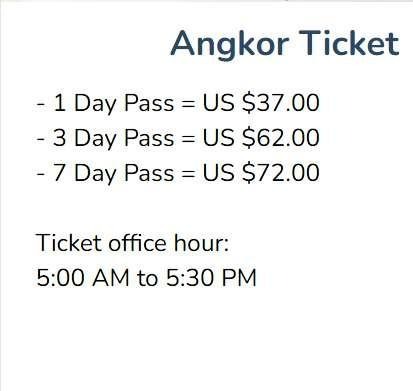 Angkor Ticket
- 1 Day Pass = US $37.00
- 3 Day Pass = US $62.00
- 7 Day Pass = US $72.00
Ticket office hour:
5:00 AM to 5:30 PM